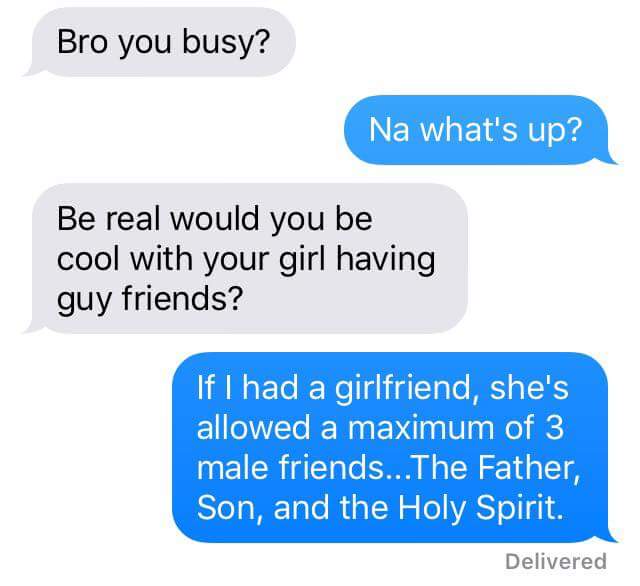 Bro you busy?
Na what's up?
Be real would you be
cool with your girl having
guy friends?
If I had a girlfriend, she's
allowed a maximum of 3
male friends...The Father,
Son, and the Holy Spirit.
Delivered